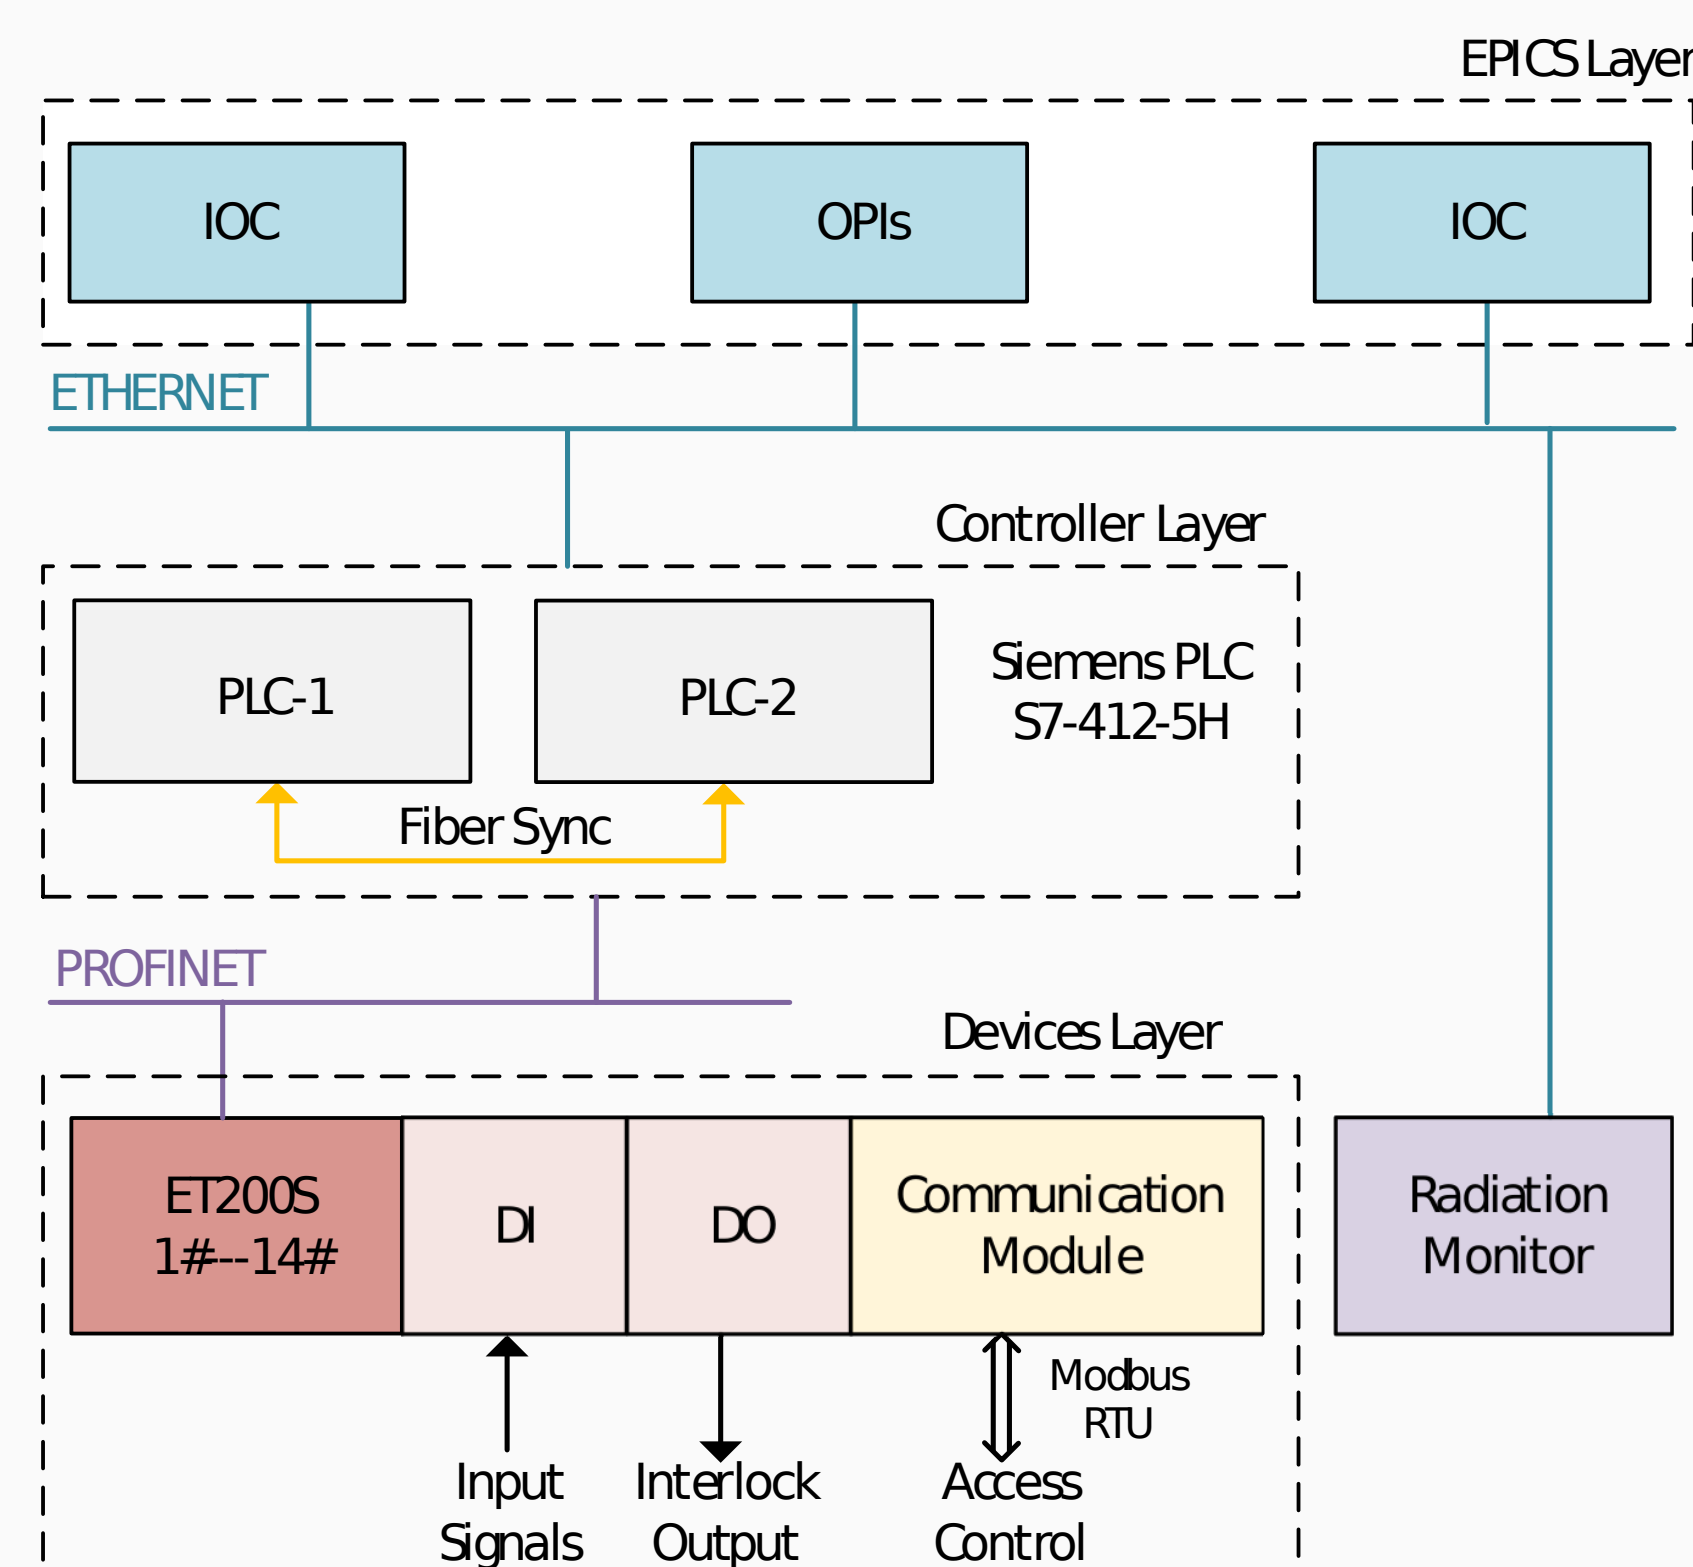 EPICS Layer
IOC
OPIs
IOC
ETHERNET
Controller Layer
PLC-1
PLC-2
Siemens PLC
S7-412-5H
Fiber Sync
PROFINET
Devices Layer
ET200S
1#--14#
DI
DO
Communication
Module
Radiation
Monitor
Modbus
RTU
Input
Signals
Interlock
Output
Access
Control